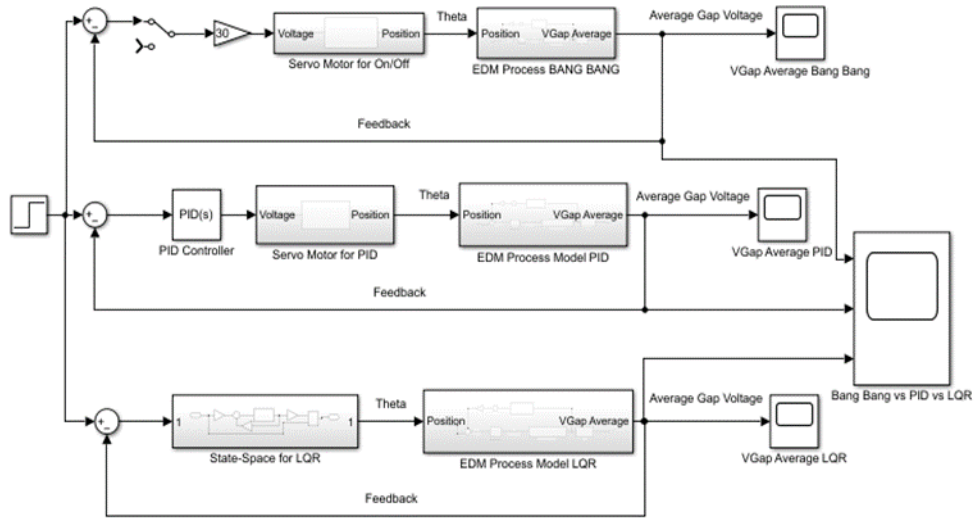 Theta
Average Gap Voltage
30
Voltage
Position
Position
VGap Average
Servo Motor for On/Off
EDM Process BANG BANG
VGap Average Bang Bang
Feedback
Theta
Average Gap Voltage
PID(s)
Voltage
Position
Position
VGap Average
PID Controller
Servo Motor for PID
EDM Process Model PID
VGap Average PID
Feedback
Bang Bang vs PID vs LQR
Theta
Average Gap Voltage
1
1
Position
VGap Average
State-Space for LQR
EDM Process Model LQR
VGap Average LQR
Feedback